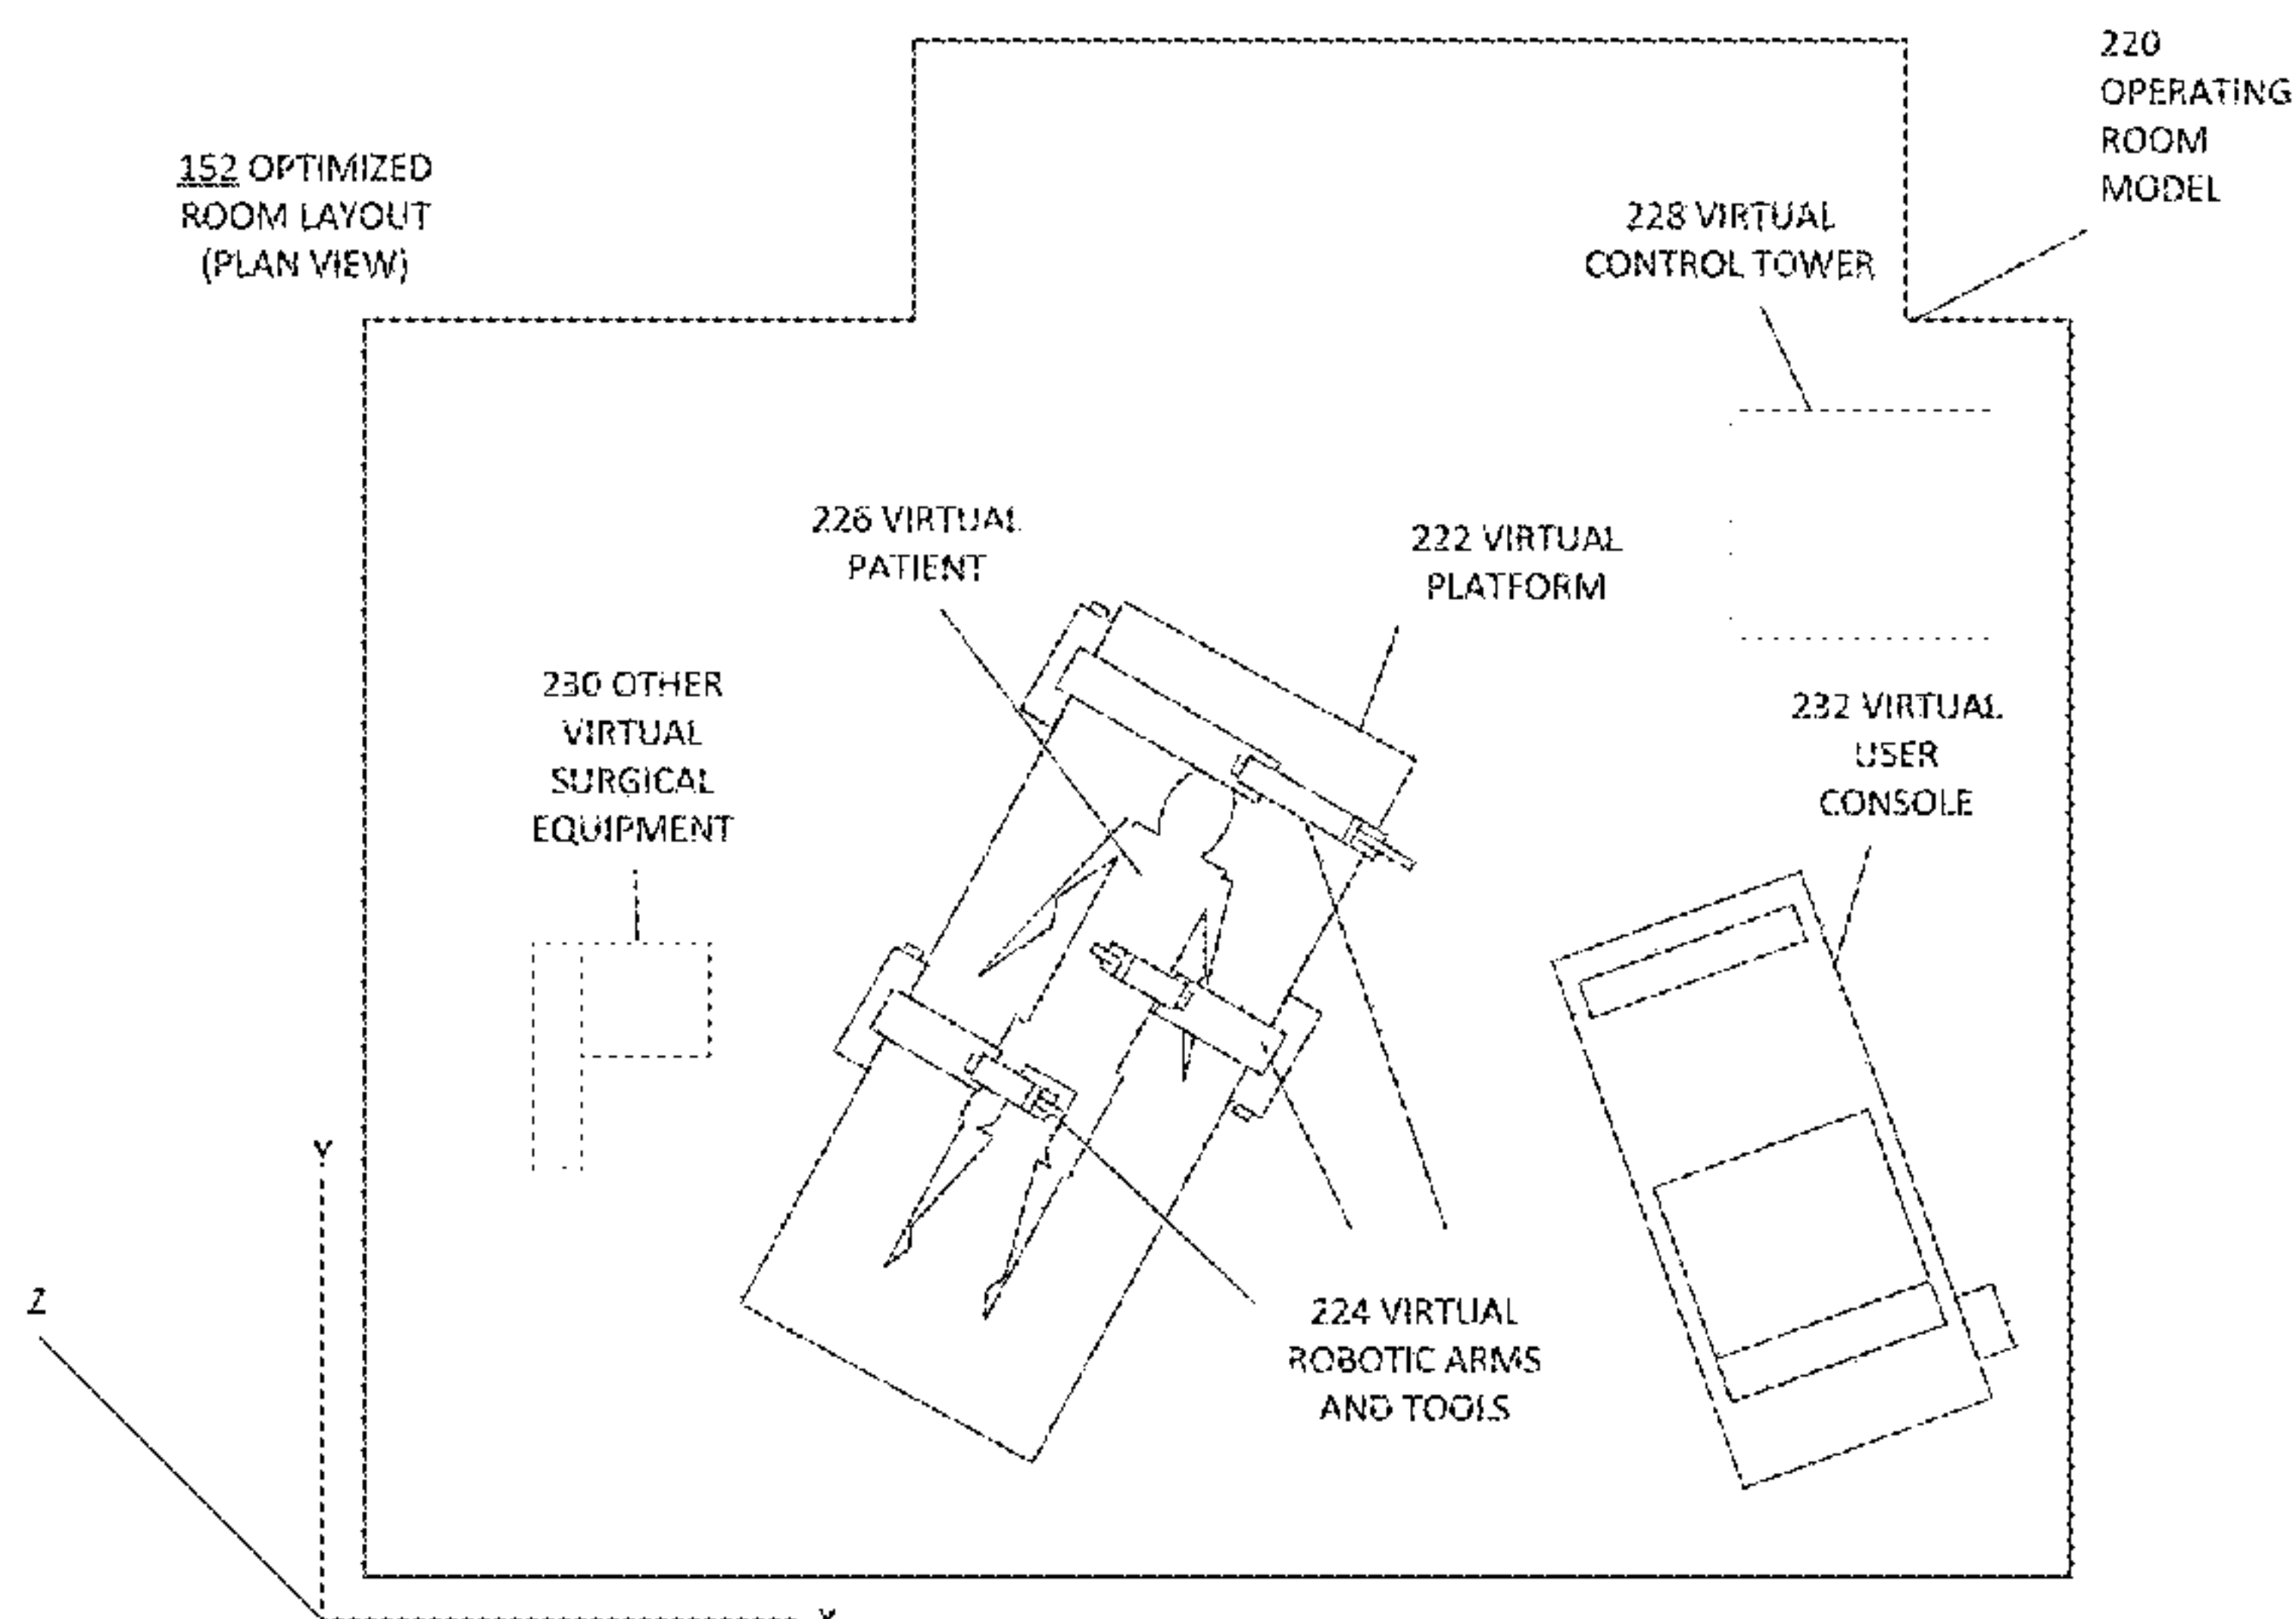 220
OPERATING
ROOM
MODEL
152 OPTIMIZED
ROOM LAYOUT
(PLAN VIEW)
228 VIRTUAL
CONTROL TOWER
226 VIRTUAL
PATIENT
222 VIRTUAL
PLATFORM
230 OTHER
VIRTUAL
SURGICAL
EQUIPMENT
232 VIRTUAL
USER
CONSOLE
Y
Z
224 VIRTUAL
ROBOTIC ARMS
AND TOOLS
X